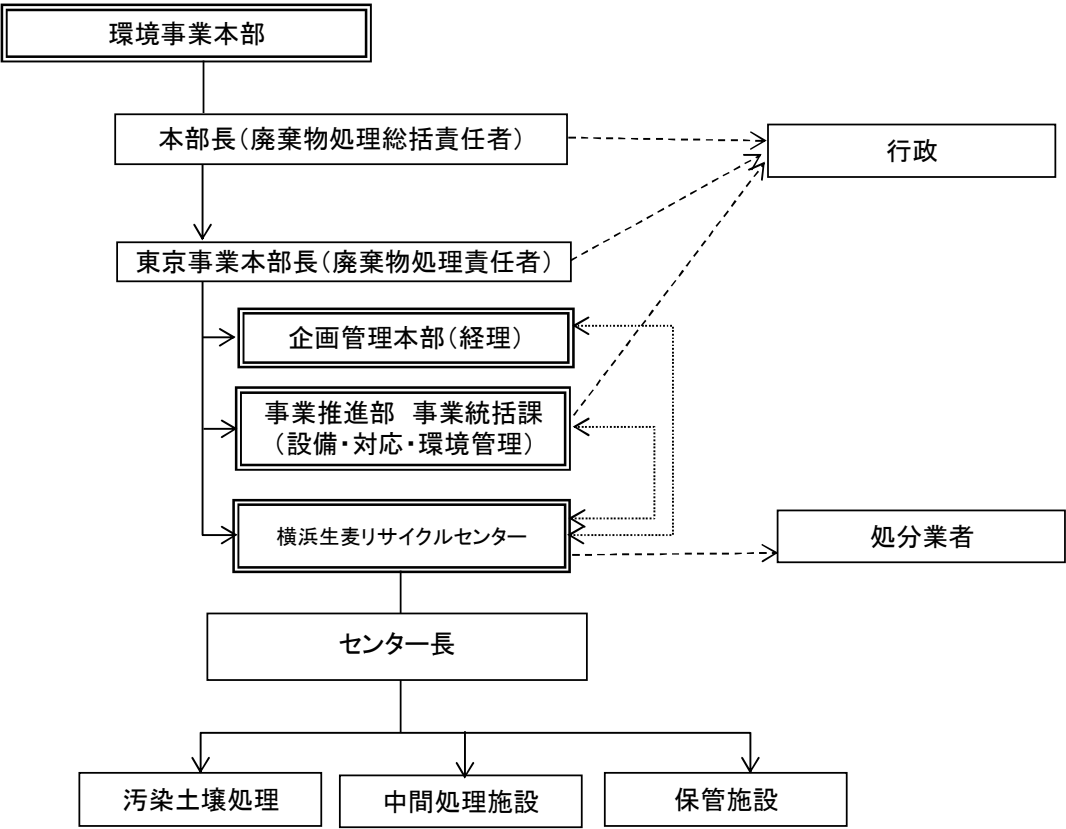 環境事業本部
本部長（廃棄物処理総括責任者）
行政
東京事業本部長（廃棄物処理責任者）
企画管理本部（経理）
事業推進部　事業統括課
（設備・対応・環境管理）
横浜生麦リサイクルセンター
処分業者
センター長
汚染土壌処理
中間処理施設
保管施設